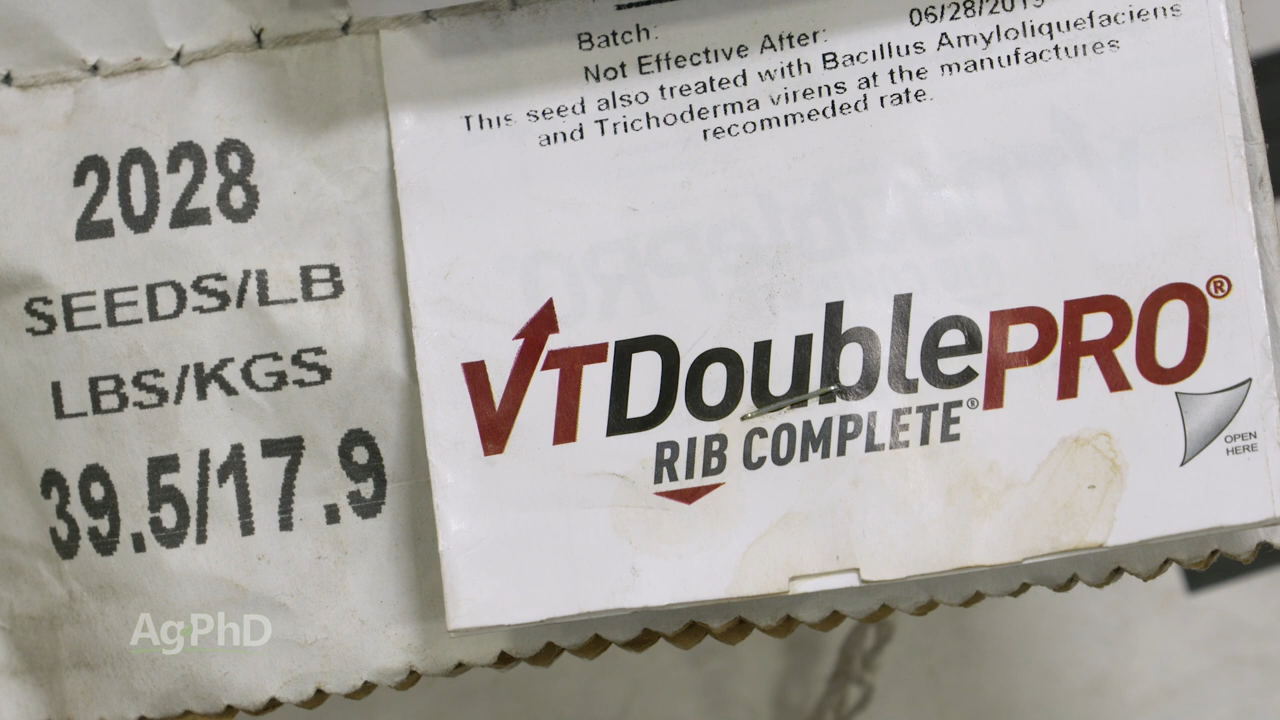 2028
SEEDS/LB
LBS/KGS
39.5/17.9
Batch:
Not Effective After: 06/28/2019
This seed also treated with Bacillus Amyloliquefaciens
and Trichoderma virens at the manufactures
recommeded rate.
VTDoublePRO®
RIB COMPLETE®
OPEN
HERE
AgPhD